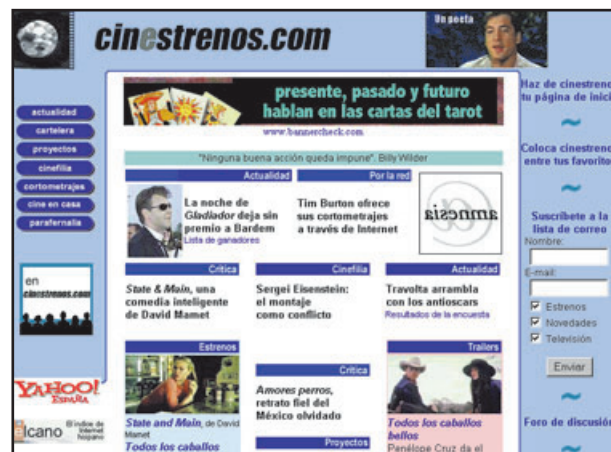 cinestrenos.com
Un poeta
presente, pasado y futuro
hablan en las cartas del tarot
www.bannercheck.com
"Ninguna buena acción queda impune". Billy Wilder
actualidad
cartelera
proyectos
cinefilia
cortometrajes
cine en casa
parafernalia
en
cinestrenos.com
YAHOO!
ESPAÑA
elcano
El índice de
Internet
hispano
Actualidad
La noche de
Gladiador deja sin
premio a Bardem
Lista de ganadores
Por la red
Tim Burton ofrece
sus cortometrajes
a través de Internet
amnesia
Crítica
State & Main, una
comedia inteligente
de David Mamet
Cinefilia
Sergei Eisenstein:
el montaje
como conflicto
Actualidad
Travolta arrambla
con los antioscars
Resultados de la encuesta
Estrenos
State and Main, de David
Mamet
Todos los caballos
Crítica
Amores perros,
retrato fiel del
México olvidado
Proyectos
Trailers
Todos los caballos
bellos
Penélope Cruz da el
Haz de cinestreno
tu página de inici
~
Coloca cinestreno
entre tus favorito
~
Suscríbete a la
lista de correo
Nombre:
E-mail:
Estrenos
Novedades
Televisión
Enviar
~
Foro de discusión
~